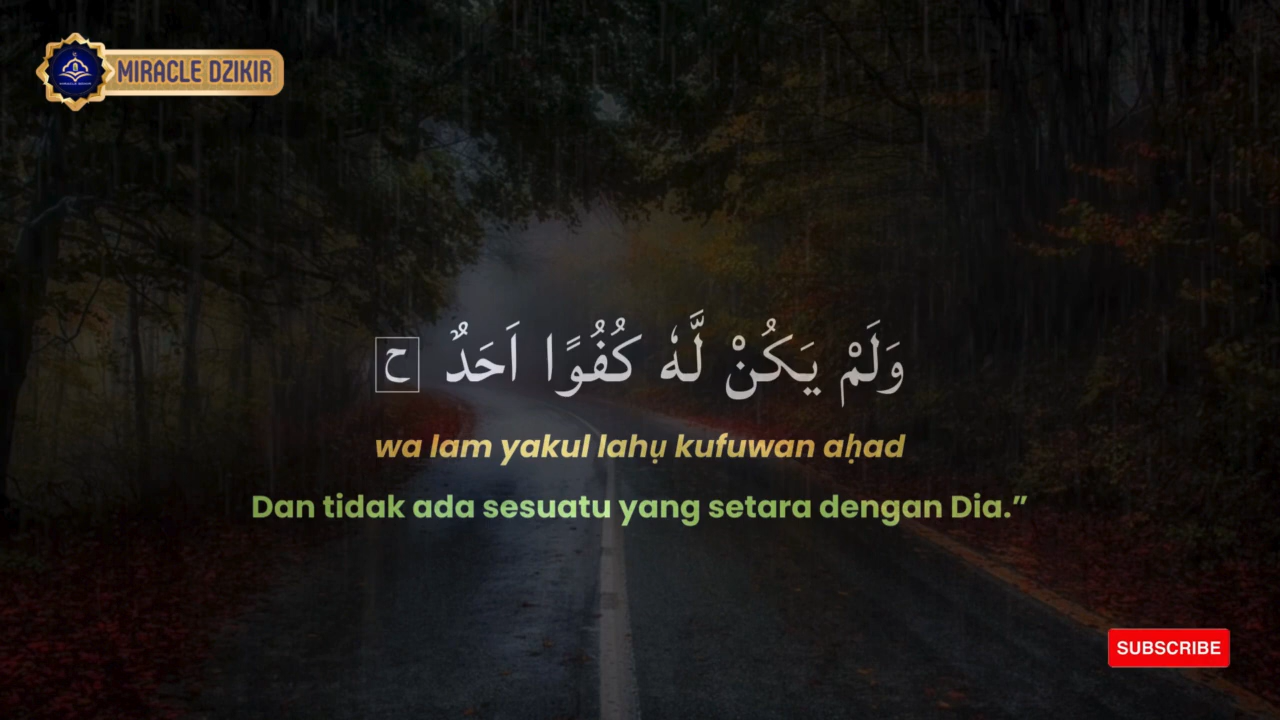 MIRACLE DZIKIR
وَلَمْ يَكُنْ لَّهٗ كُفُوًا اَحَدٌ ࣖ ح
wa lam yakul lahụ kufuwan aḥad
Dan tidak ada sesuatu yang setara dengan Dia.”
SUBSCRIBE